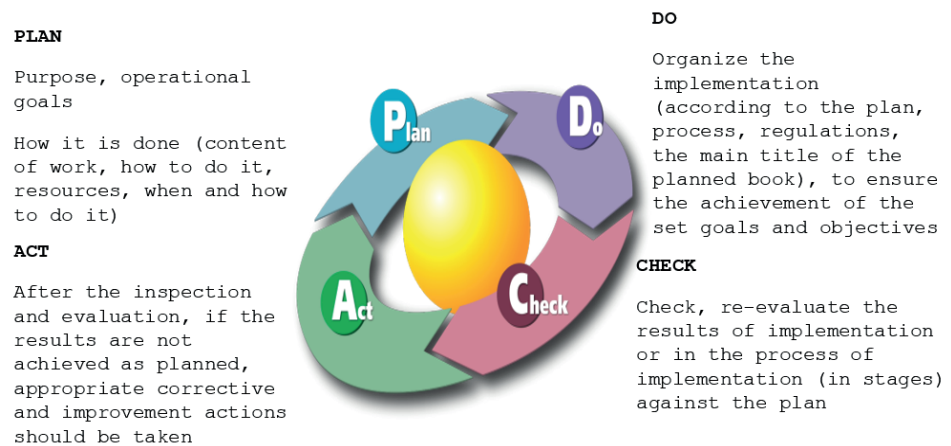 PLAN
Purpose, operational
goals
How it is done (content
of work, how to do it,
resources, when and how
to do it)
ACT
After the inspection
and evaluation, if the
results are not
achieved as planned,
appropriate corrective
and improvement actions
should be taken
Plan
Do
Act
Check
DO
Organize the
implementation
(according to the plan,
process, regulations,
the main title of the
planned book), to ensure
the achievement of the
set goals and objectives
CHECK
Check, re-evaluate the
results of implementation
or in the process of
implementation (in stages)
against the plan